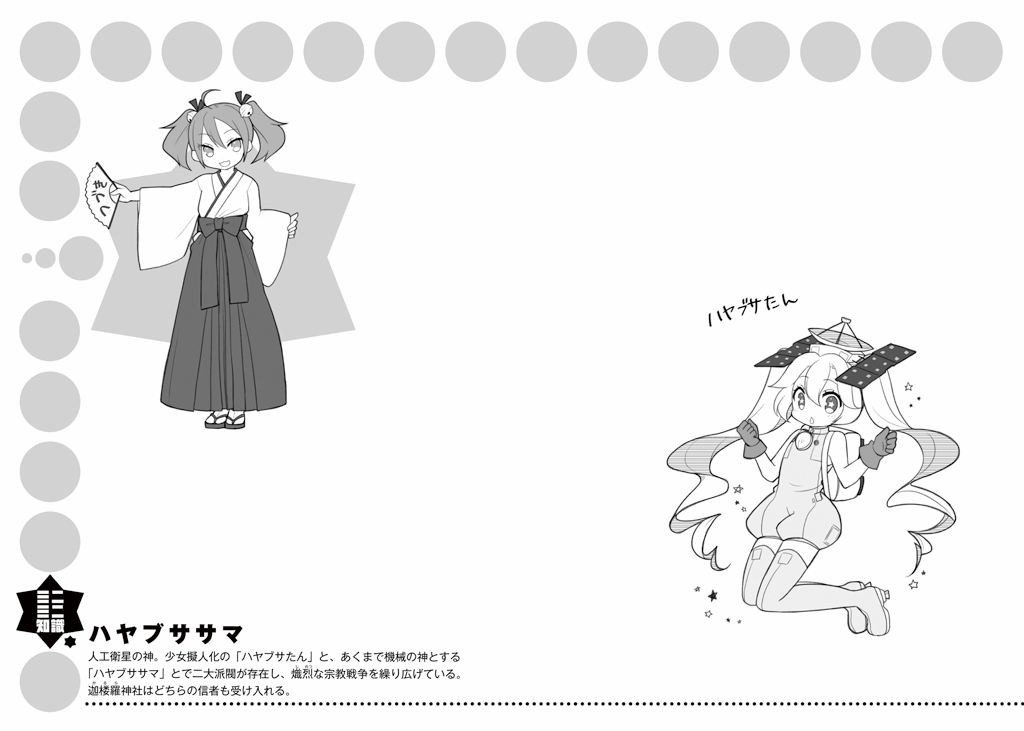 ハヤブサたん
ミニ
知識
ハヤブササマ
人工衛星の神。少女擬人化の「ハヤブサたん」と、あくまで機械の神とする
「ハヤブササマ」とで二大派閥が存在し、熾烈な宗教戦争を繰り広げている。
迦楼羅神社はどちらの信者も受け入れる。